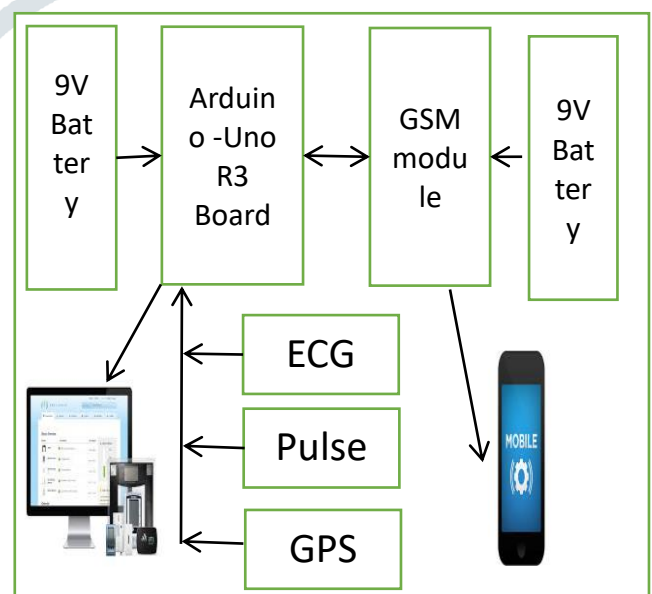 9V
Bat
ter
y
Arduin
o -Uno
R3
Board
GSM
modu
le
9V
Bat
ter
y
ECG
Pulse
GPS
MOBILE